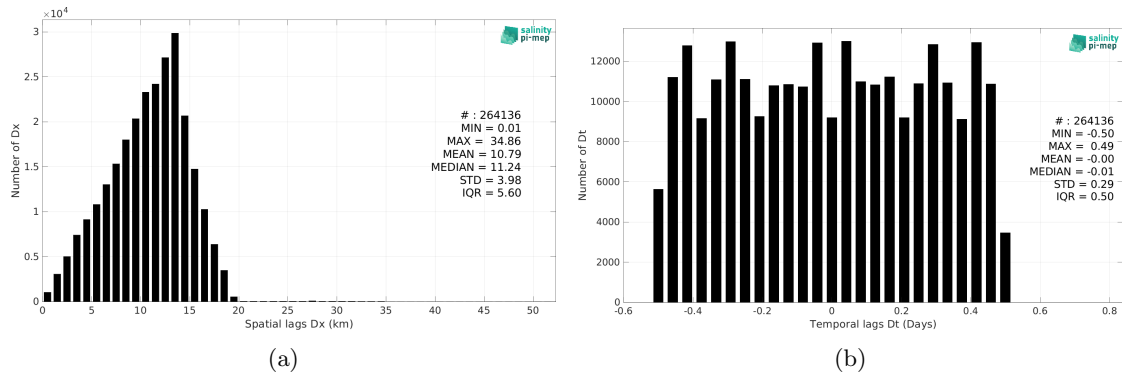 3 ×10⁴
2.5
2
1.5
1
0.5
0
0 5 10 15 20 25 30 35 40 45 50
Number of Dx
Spatial lags Dx (km)
salinity
pi-mep
# : 264136
MIN = 0.01
MAX = 34.86
MEAN = 10.79
MEDIAN = 11.24
STD = 3.98
IQR = 5.60
(a)
12000
10000
8000
6000
4000
2000
0
-0.6 -0.4 -0.2 0 0.2 0.4 0.6 0.8
Number of Dt
Temporal lags Dt (Days)
salinity
pi-mep
# : 264136
MIN = -0.50
MAX = 0.49
MEAN = -0.00
MEDIAN = -0.01
STD = 0.29
IQR = 0.50
(b)